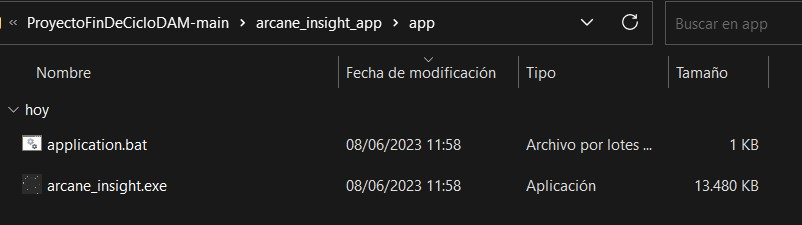 « ProyectoFinDeCicloDAM-main › arcane_insight_app › app Buscar en app
Nombre Fecha de modificación Tipo Tamaño
hoy
application.bat 08/06/2023 11:58 Archivo por lotes ... 1 KB
arcane_insight.exe 08/06/2023 11:58 Aplicación 13.480 KB